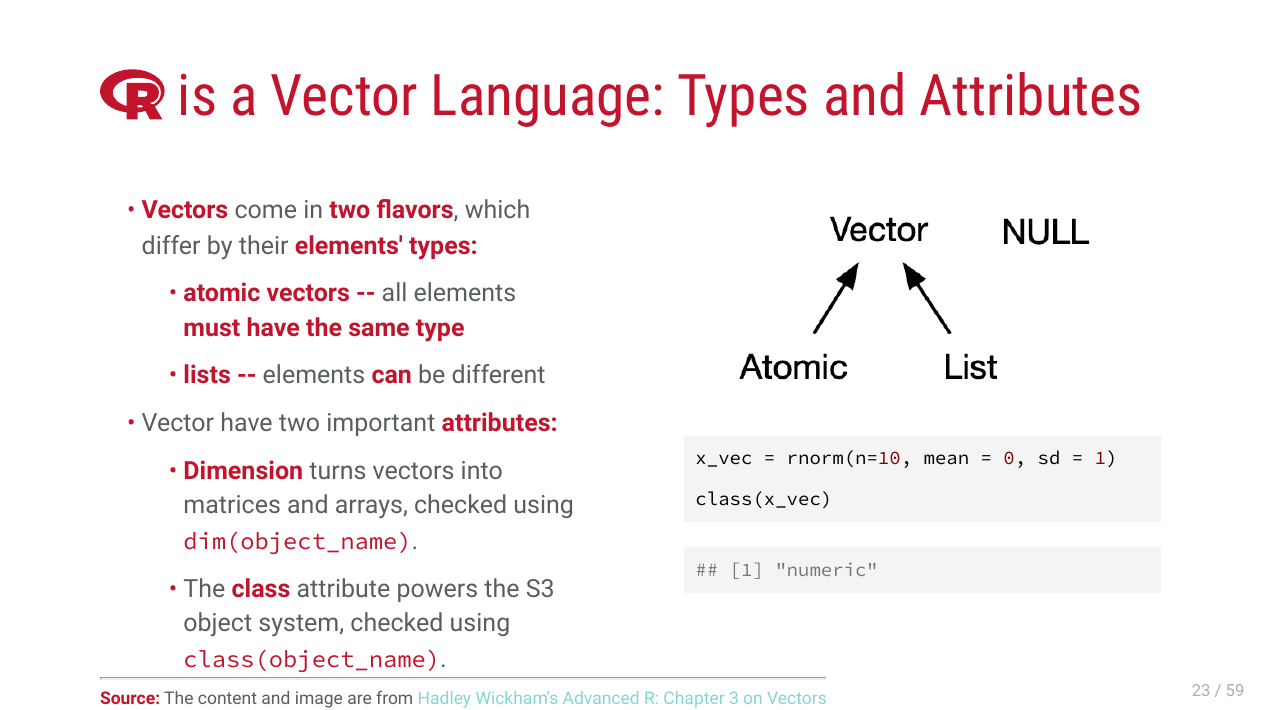 R is a Vector Language: Types and Attributes
• Vectors come in two flavors, which
differ by their elements' types:
• atomic vectors -- all elements
must have the same type
• lists -- elements can be different
• Vector have two important attributes:
• Dimension turns vectors into
matrices and arrays, checked using
dim(object_name).
• The class attribute powers the S3
object system, checked using
class(object_name).
Vector NULL
Atomic List
x_vec = rnorm(n=10, mean = 0, sd = 1)
class(x_vec)
## [1] "numeric"
Source: The content and image are from Hadley Wickham's Advanced R: Chapter 3 on Vectors
23 / 59